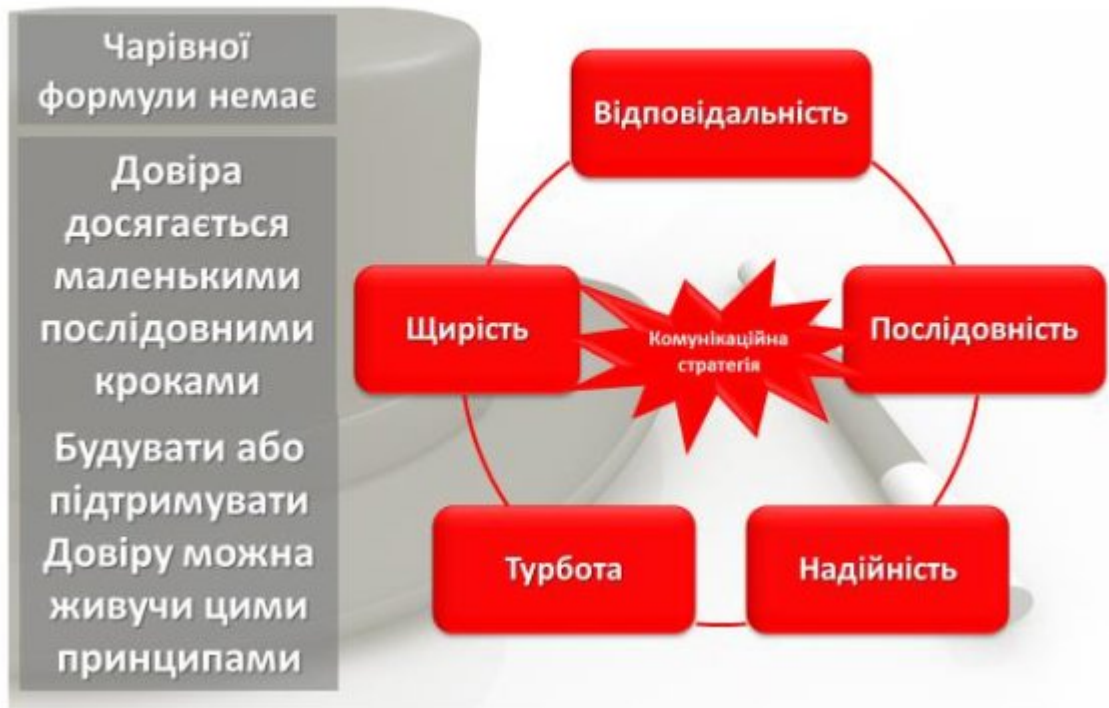 Чарівної
формули немає
Довіра
досягається
маленькими
послідовними
кроками
Будувати або
підтримувати
Довіру можна
живучи цими
принципами
Відповідальність
Щирість
Комунікаційна
стратегія
Послідовність
Турбота
Надійність